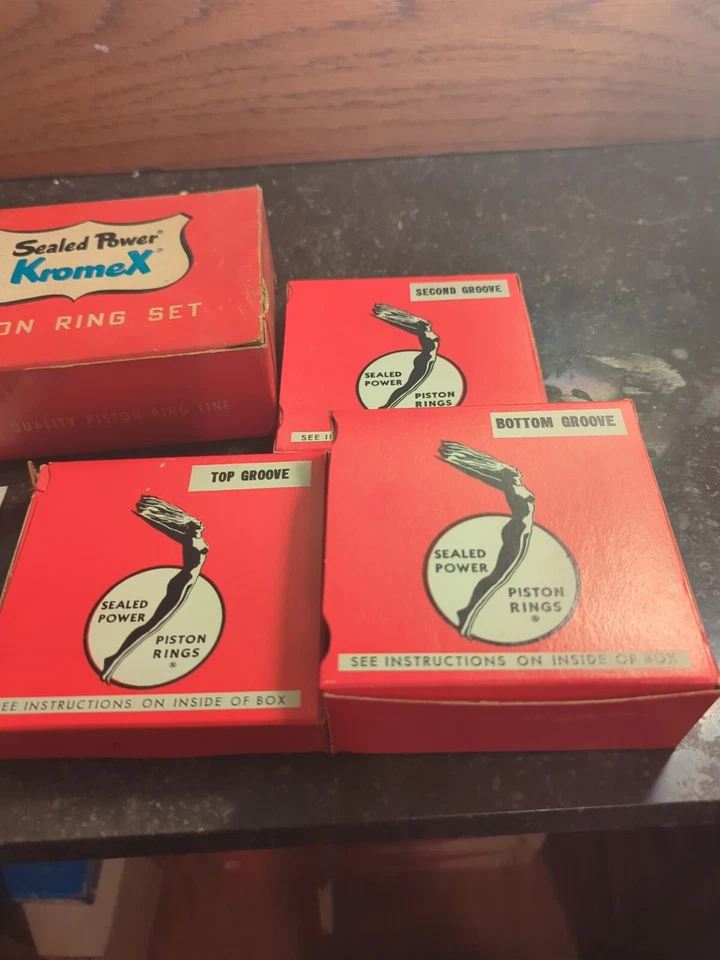 Sealed Power®
KromeX®
ON RING SET
QUALITY PISTON RING LINE
SECOND GROOVE
SEALED
POWER
PISTON
RINGS
SEE
BOTTOM GROOVE
SEALED
POWER
PISTON
RINGS
®
SEE INSTRUCTIONS ON INSIDE OF BOX
TOP GROOVE
SEALED
POWER
PISTON
RINGS
®
EE INSTRUCTIONS ON INSIDE OF BOX